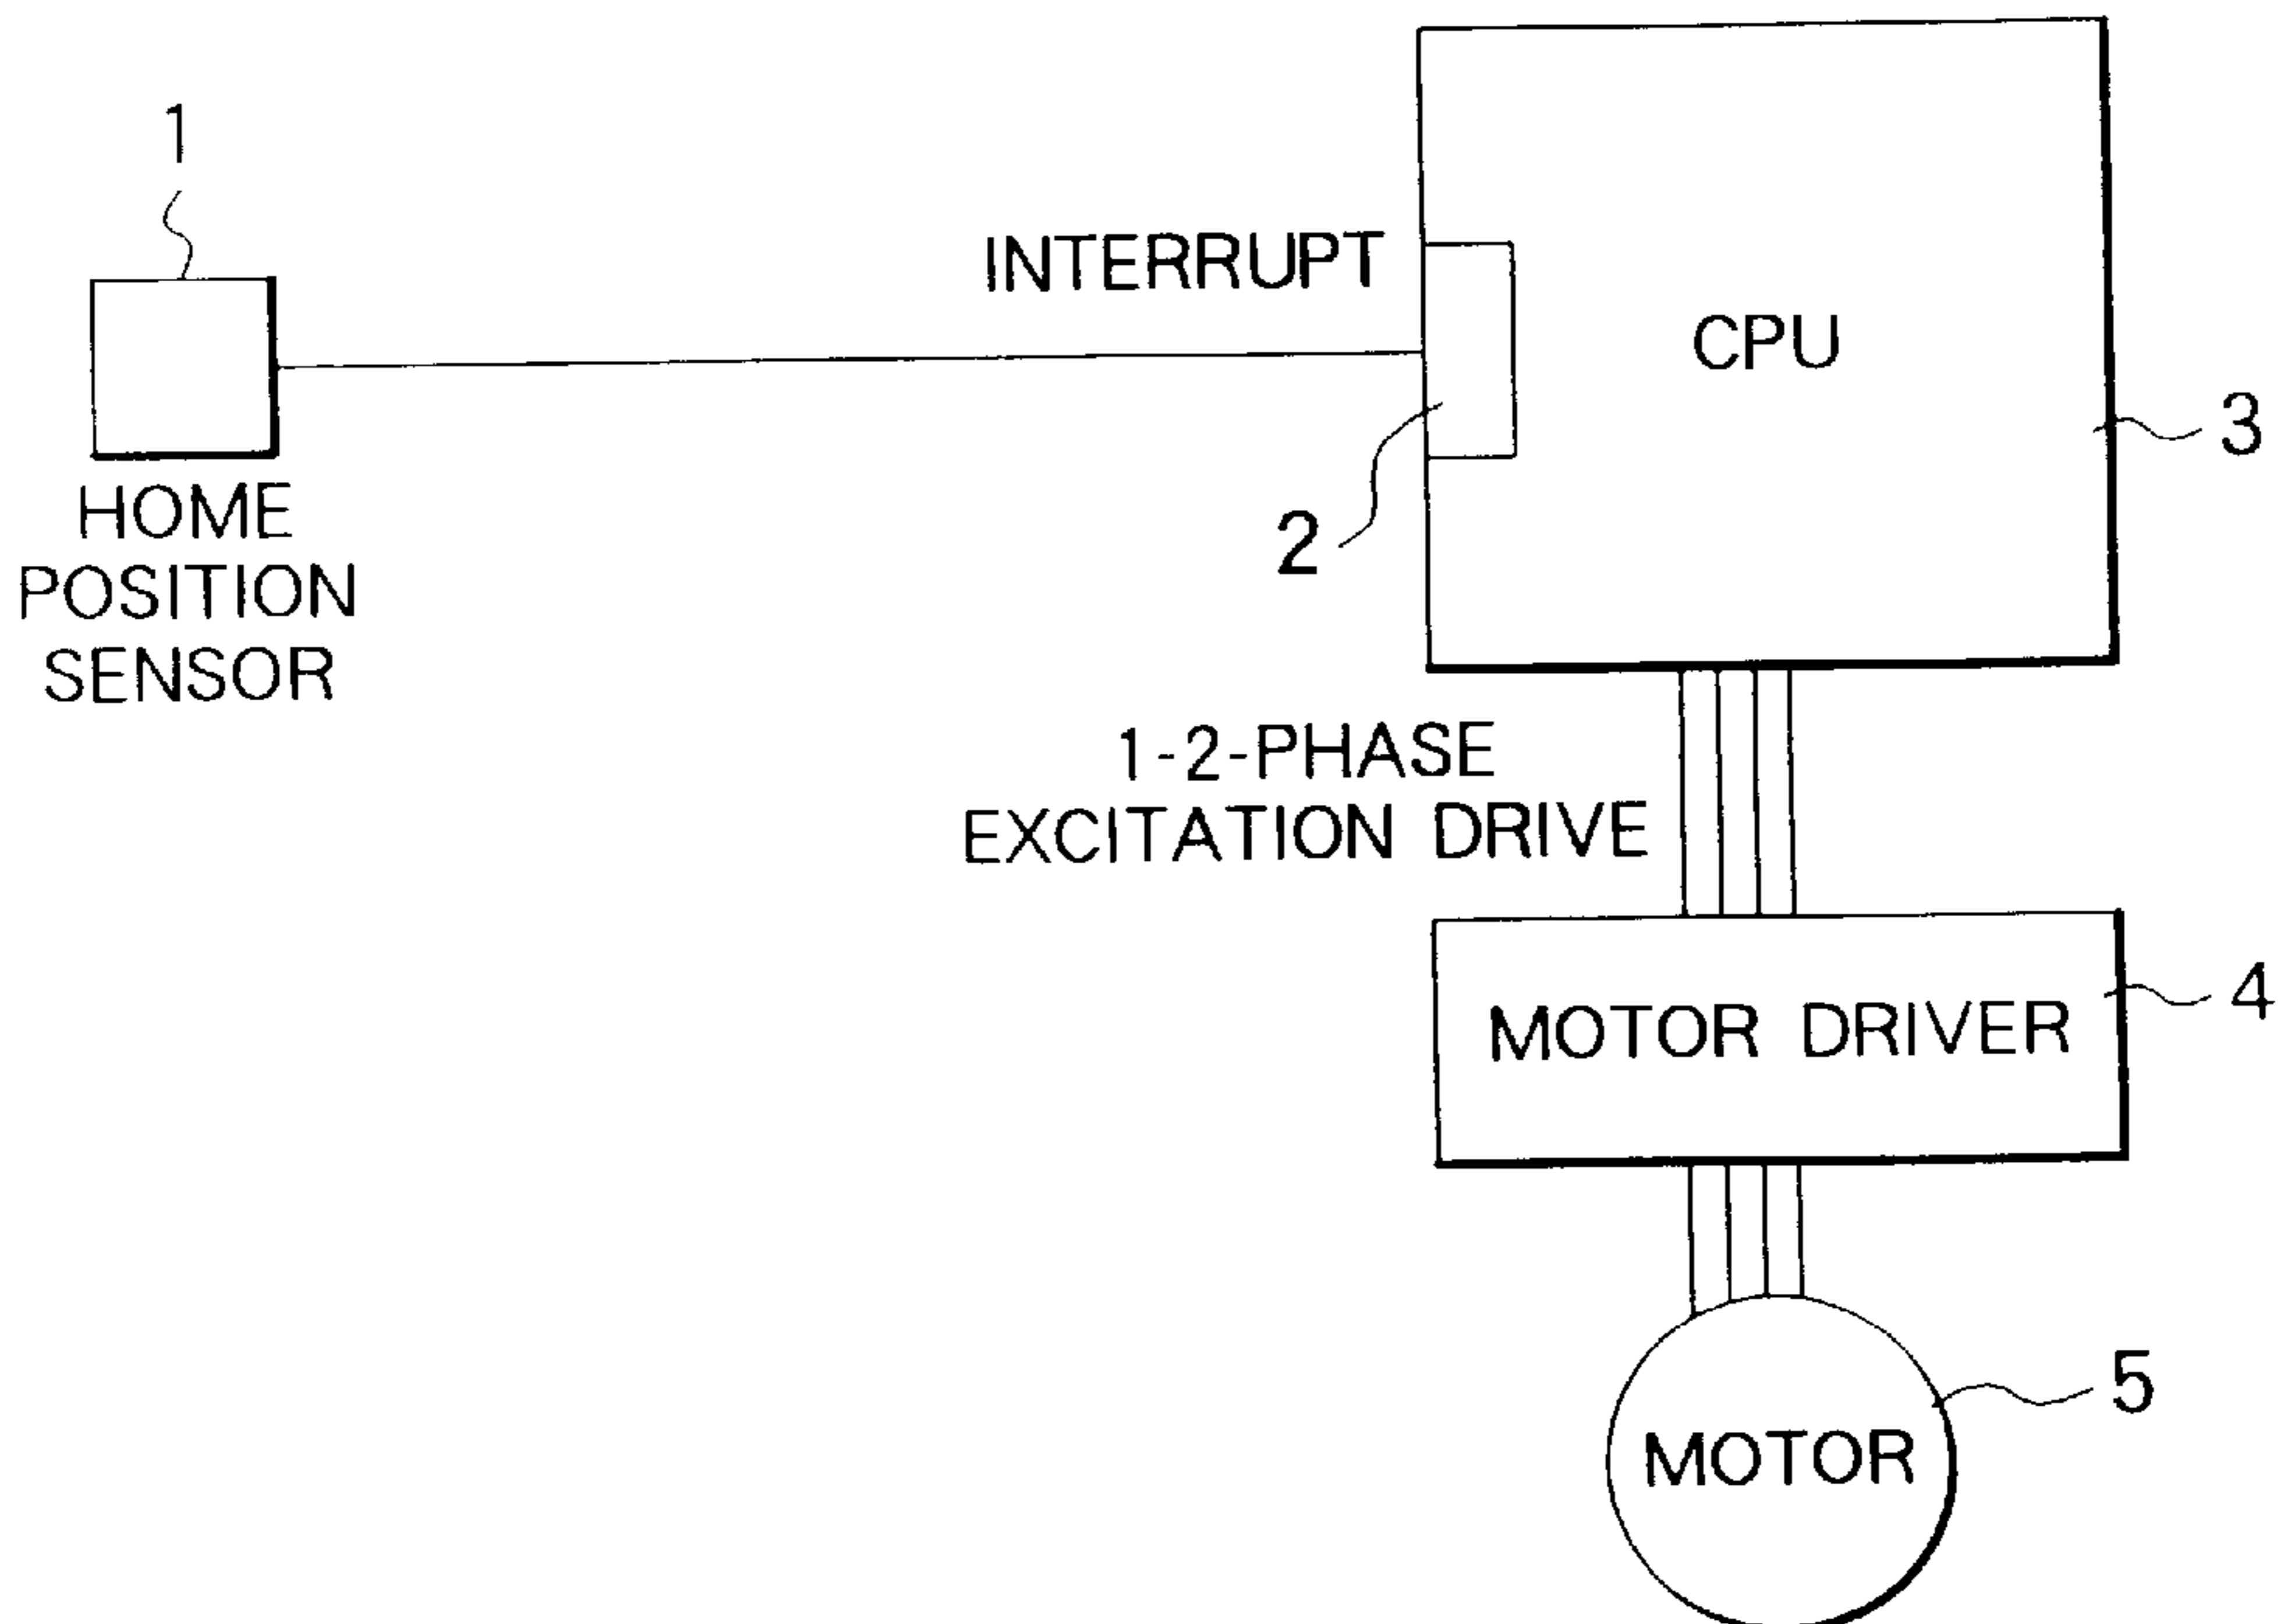 1
HOME
POSITION
SENSOR
INTERRUPT
2
CPU
3
1-2-PHASE
EXCITATION DRIVE
MOTOR DRIVER
4
MOTOR
5